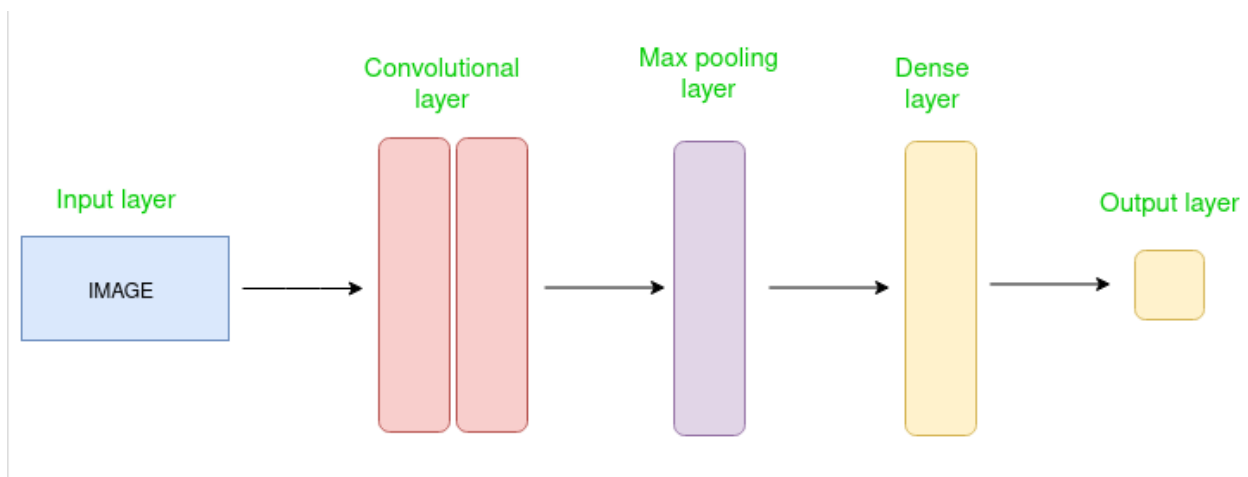 Input layer
IMAGE
Convolutional
layer
Max pooling
layer
Dense
layer
Output layer